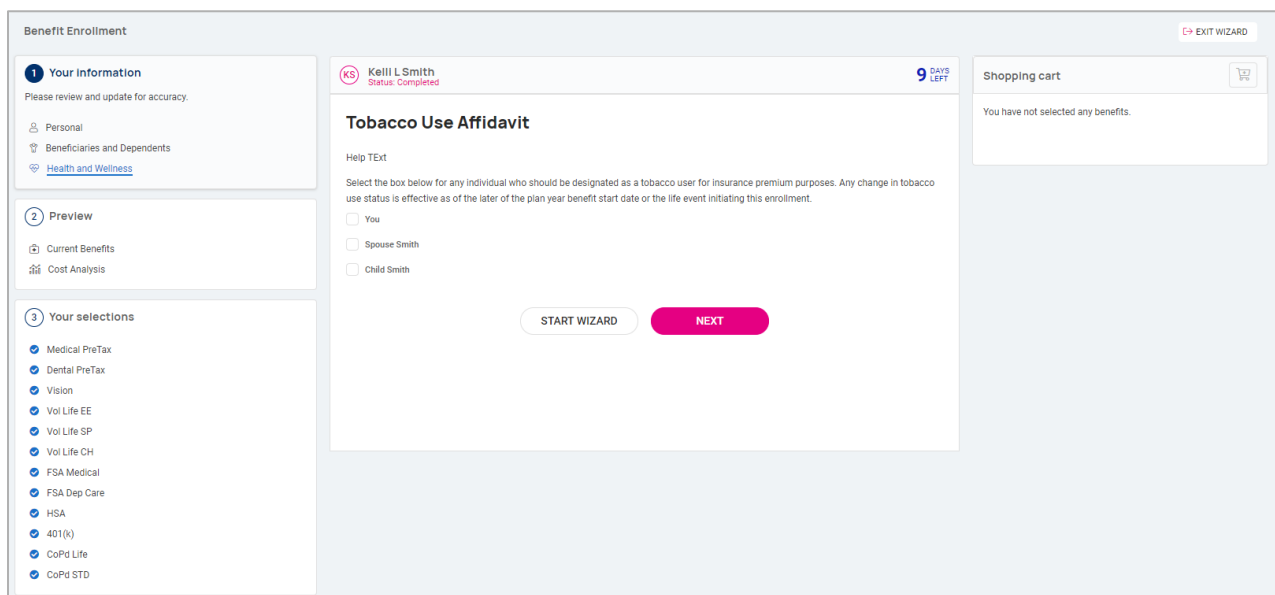 Benefit Enrollment
EXIT WIZARD
1 Your information
Please review and update for accuracy.
Personal
Beneficiaries and Dependents
Health and Wellness
2 Preview
Current Benefits
Cost Analysis
3 Your selections
Medical PreTax
Dental PreTax
Vision
Vol Life EE
Vol Life SP
Vol Life CH
FSA Medical
FSA Dep Care
HSA
401(k)
CoPd Life
CoPd STD
KS Kelli L Smith
Status: Completed
9 DAYS LEFT
Tobacco Use Affidavit
Help TExt
Select the box below for any individual who should be designated as a tobacco user for insurance premium purposes. Any change in tobacco
use status is effective as of the later of the plan year benefit start date or the life event initiating this enrollment.
You
Spouse Smith
Child Smith
START WIZARD
NEXT
Shopping cart
You have not selected any benefits.